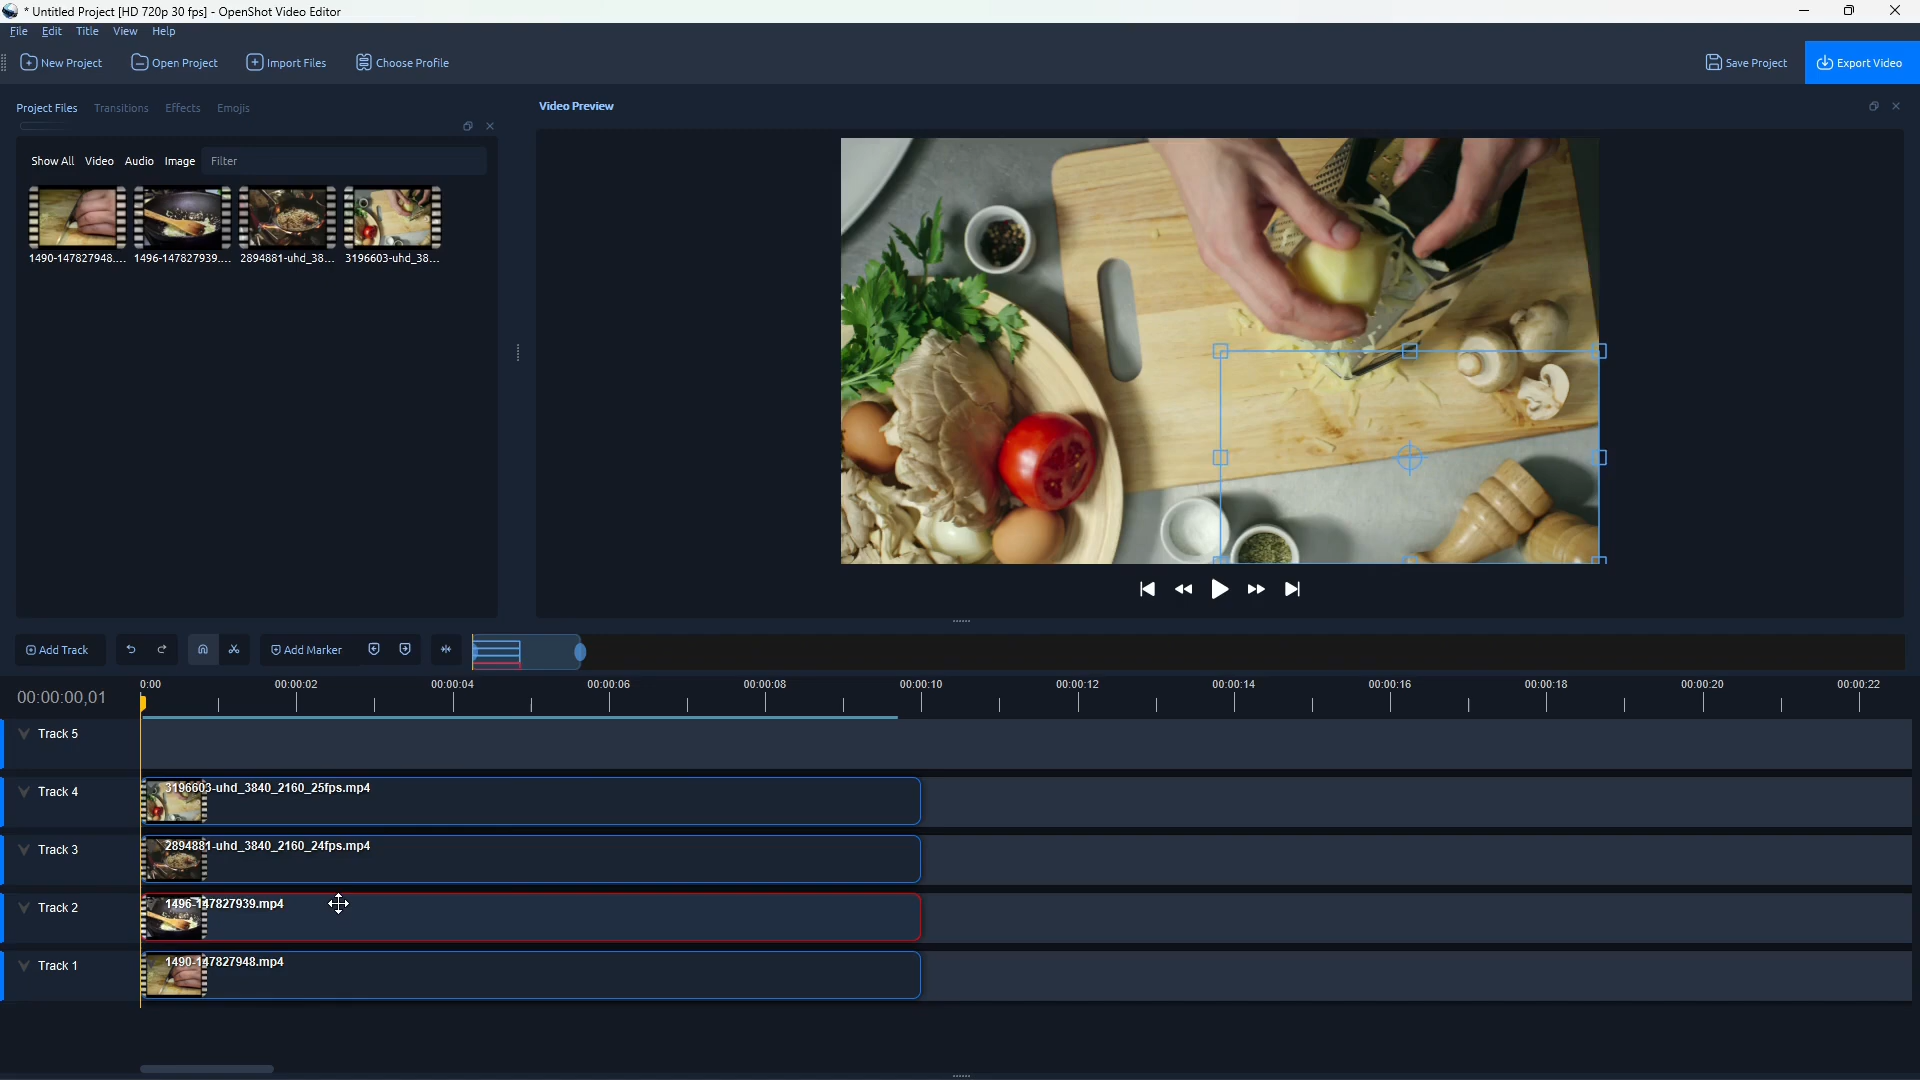 * Untitled Project [HD 720p 30 fps] - OpenShot Video Editor
File Edit Title View Help
New Project Open Project Import Files Choose Profile Save Project Export Video
Project Files Transitions Effects Emojis
Video Preview
Show All Video Audio Image Filter
1490-147827948.... 1496-147827939.... 2894881-uhd_38... 3196603-uhd_38...
Add Track Add Marker
00:00:00,01
0:00 00:00:02 00:00:04 00:00:06 00:00:08 00:00:10 00:00:12 00:00:14 00:00:16 00:00:18 00:00:20 00:00:22
Track 5
Track 4 3196603-uhd_3840_2160_25fps.mp4
Track 3 2894881-uhd_3840_2160_24fps.mp4
Track 2 1496-147827939.mp4
Track 1 1490-147827948.mp4